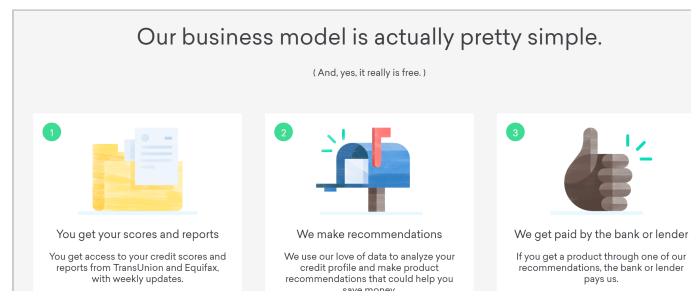 Our business model is actually pretty simple.
( And, yes, it really is free. )
1
You get your scores and reports
You get access to your credit scores and
reports from TransUnion and Equifax,
with weekly updates.
2
We make recommendations
We use our love of data to analyze your
credit profile and make product
recommendations that could help you
save money.
3
We get paid by the bank or lender
If you get a product through one of our
recommendations, the bank or lender
pays us.